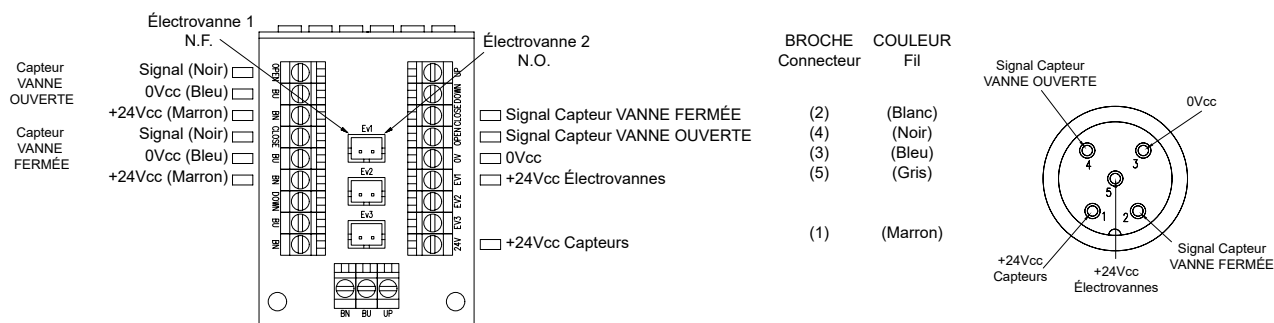 Électrovanne 1
N.F.
Électrovanne 2
N.O.
Capteur
VANNE
OUVERTE
Signal (Noir)
0Vcc (Bleu)
+24Vcc (Marron)
Capteur
VANNE
FERMÉE
Signal (Noir)
0Vcc (Bleu)
+24Vcc (Marron)
OPEN
BU
BN
CLOSE
BU
BN
DOWN
BU
BN
Ev1
Ev2
Ev3
BN BU UP
UP
DOWN
CLOSE
OPEN
0V
EV1
EV2
EV3
24V
Signal Capteur VANNE FERMÉE
Signal Capteur VANNE OUVERTE
0Vcc
+24Vcc Électrovannes
+24Vcc Capteurs
BROCHE COULEUR
Connecteur Fil
(2) (Blanc)
(4) (Noir)
(3) (Bleu)
(5) (Gris)
(1) (Marron)
Signal Capteur
VANNE OUVERTE
0Vcc
4
3
5
1
2
+24Vcc
Capteurs
+24Vcc
Électrovannes
Signal Capteur
VANNE FERMÉE